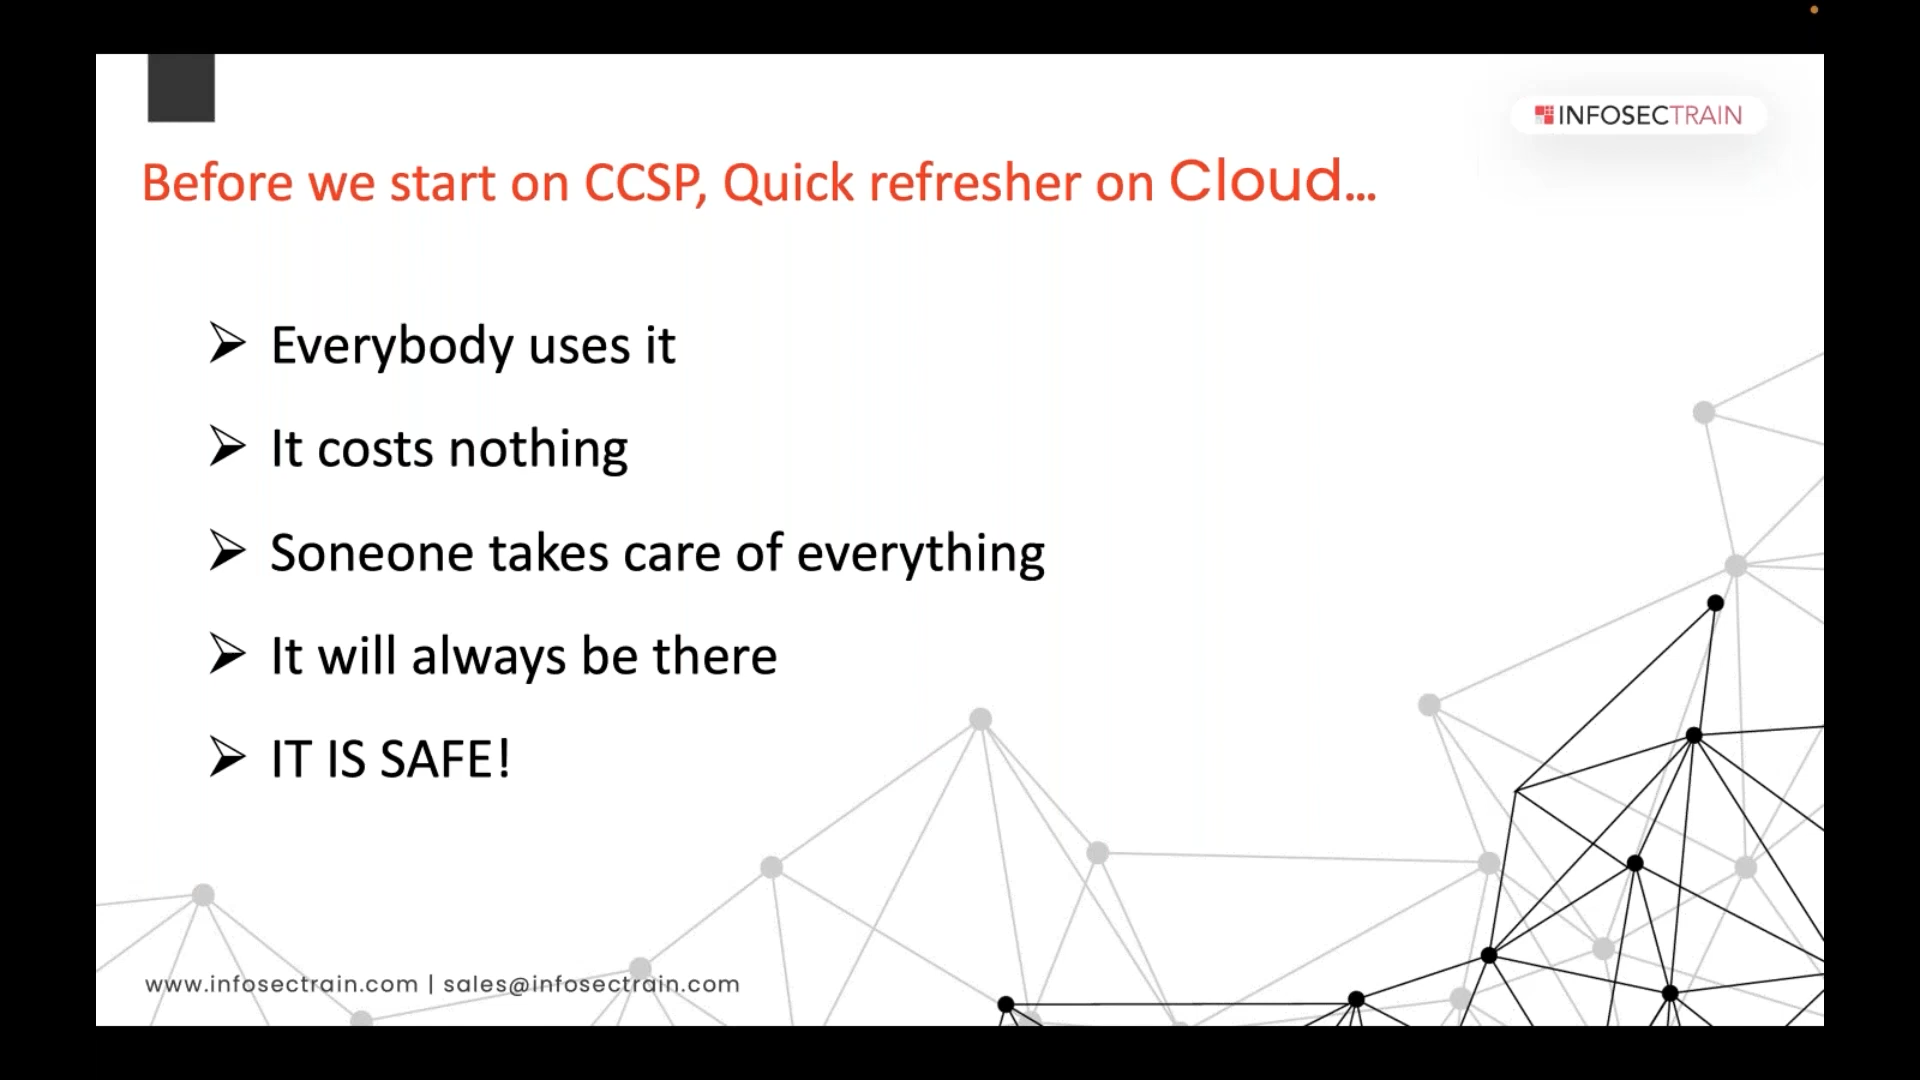 INFOSECTRAIN
Before we start on CCSP, Quick refresher on Cloud...
➢ Everybody uses it
➢ It costs nothing
➢ Soneone takes care of everything
➢ It will always be there
➢ IT IS SAFE!
www.infosectrain.com | sales@infosectrain.com